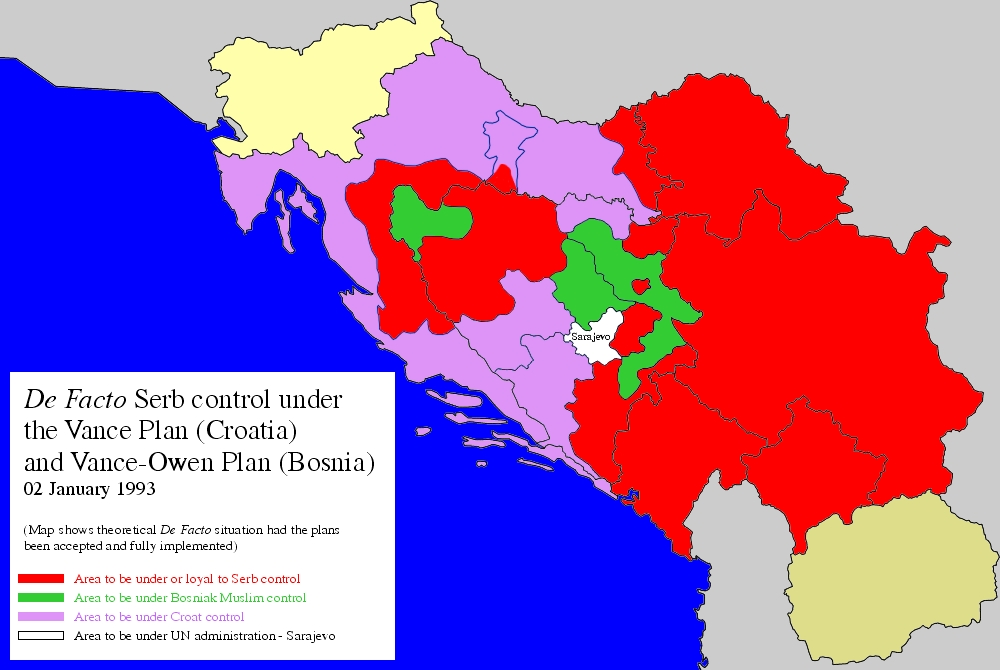 Sarajevo
De Facto Serb control under
the Vance Plan (Croatia)
and Vance-Owen Plan (Bosnia)
02 January 1993
(Map shows theoretical De Facto situation had the plans
been accepted and fully implemented)
Area to be under or loyal to Serb control
Area to be under Bosniak Muslim control
Area to be under Croat control
Area to be under UN administration - Sarajevo